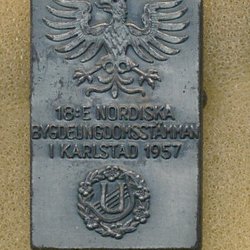 18:E NORDISKA
BYGDEUNGDOMSSTÄMMAN
I KARLSTAD 1957
U